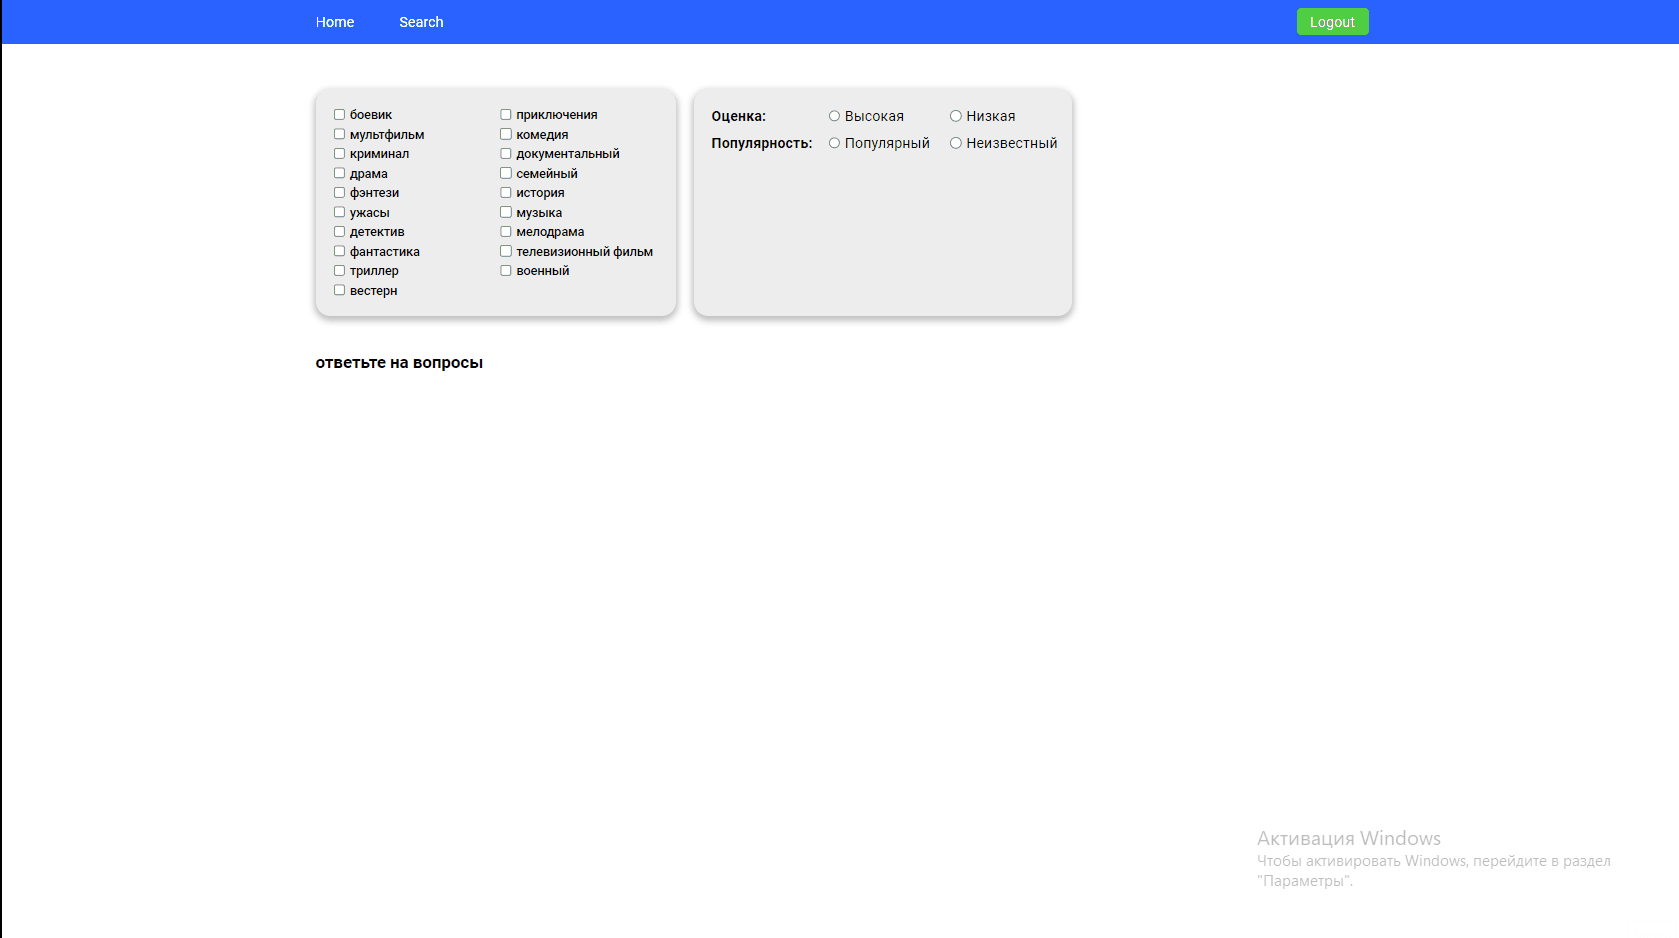 Home Search Logout
боевик приключения
мультфильм комедия
криминал документальный
драма семейный
фэнтези история
ужасы музыка
детектив мелодрама
фантастика телевизионный фильм
триллер военный
вестерн
Оценка: Высокая Низкая
Популярность: Популярный Неизвестный
ответьте на вопросы
Активация Windows
Чтобы активировать Windows, перейдите в раздел
"Параметры".